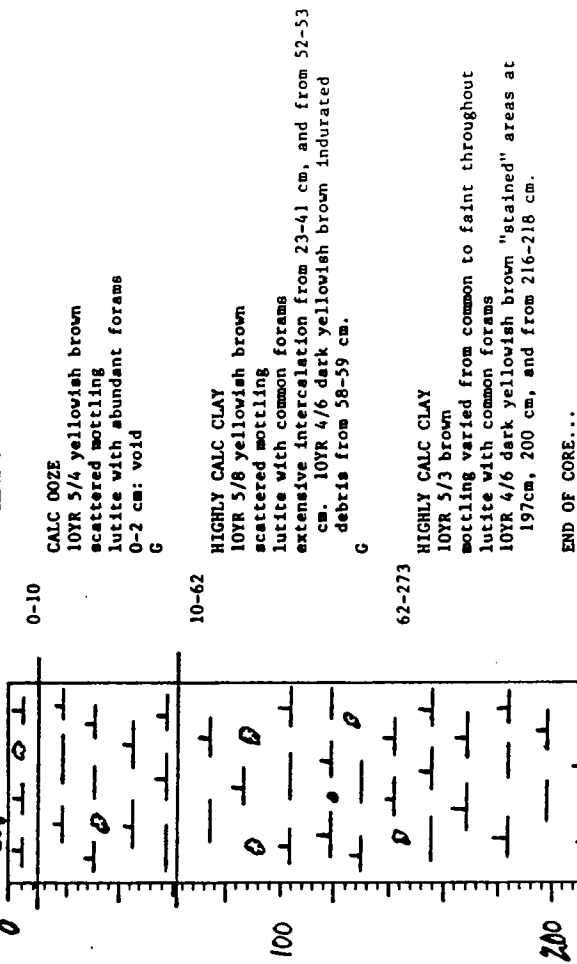 0-10
CALC OOZE
10YR 5/4 yellowish brown
scattered mottling
lutite with abundant forams
0-2 cm: void
G
10-62
HIGHLY CALC CLAY
10YR 5/8 yellowish brown
scattered mottling
lutite with common forams
extensive intercalation from 23-41 cm, and from 52-53
cm. 10YR 4/6 dark yellowish brown indurated
debris from 58-59 cm.
G
62-273
HIGHLY CALC CLAY
10YR 5/3 brown
mottling varied from common to faint throughout
lutite with common forams
10YR 4/6 dark yellowish brown "stained" areas at
197cm, 200 cm, and from 216-218 cm.
END OF CORE...
0
100
200